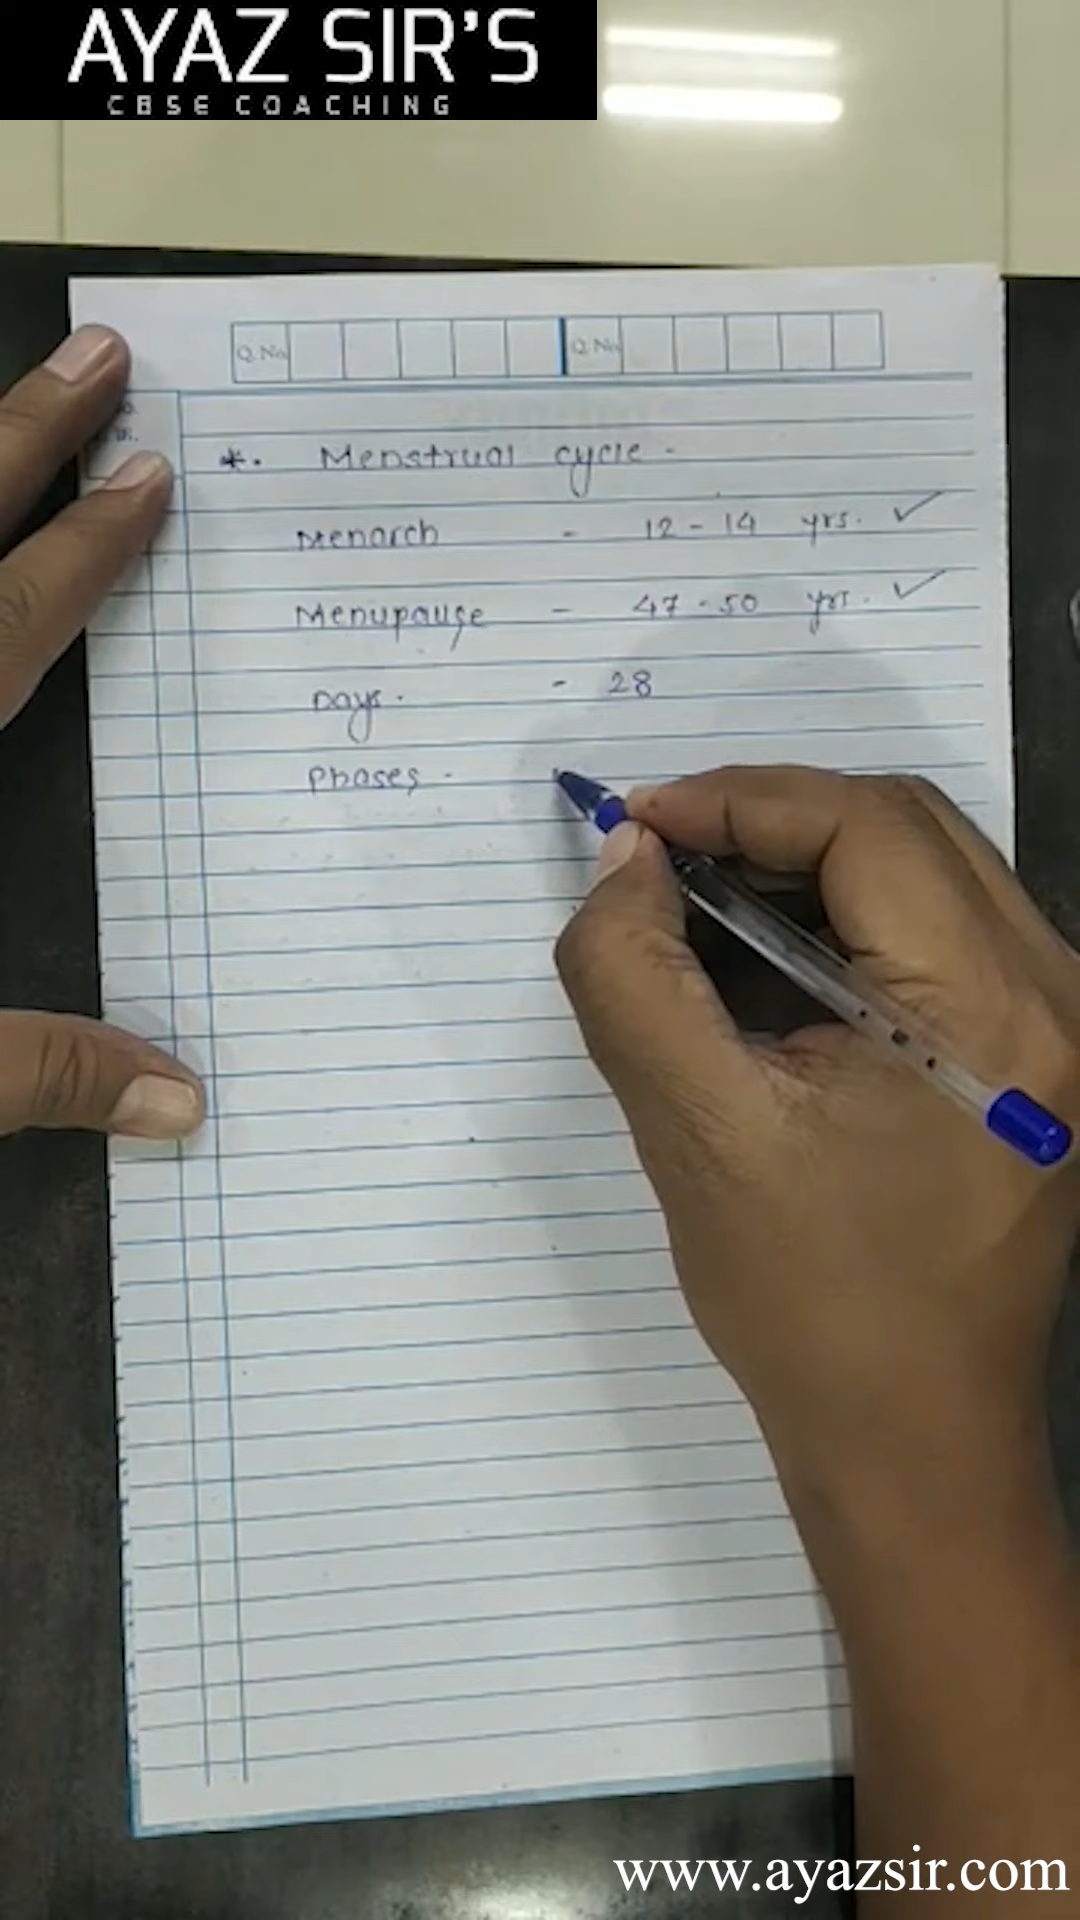 AYAZ SIR'S
CBSE COACHING
Q. No. Q. No.
*. Menstrual cycle -
Menarch - 12 - 14 yrs. ✓
Menupause - 47 - 50 yrs. ✓
Days. - 28
Phases -
www.ayazsir.com